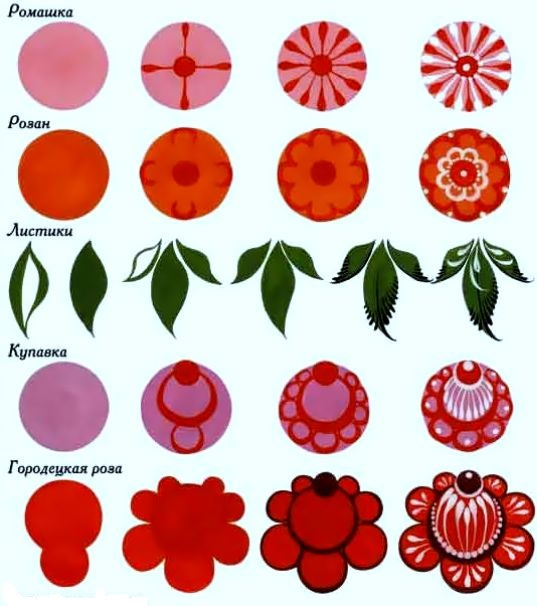 Ромашка
Розан
Листики
Купавка
Городецкая роза